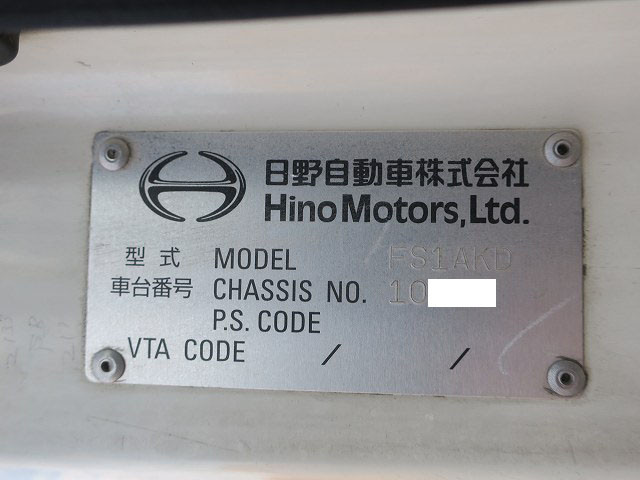 日野自動車株式会社
Hino Motors, Ltd.
型式 MODEL FS1AKD
車台番号 CHASSIS NO. 10
P.S. CODE
VTA CODE / /